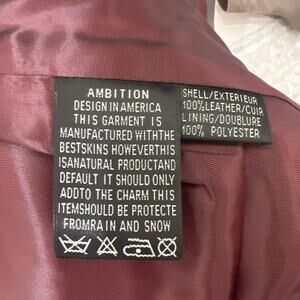 AMBITION
DESIGN IN AMERICA
THIS GARMENT IS
MANUFACTURED WITHTHE
BESTSKINS HOWEVERTHIS
ISANATURAL PRODUCTAND
DEFAULT IT SHOULD ONLY
ADDTO THE CHARM THIS
ITEMSHOULD BE PROTECTE
FROMRAIN AND SNOW
SHELL/EXTERIEUR
100%LEATHER/CUIR
LINING/DOUBLURE
100% POLYESTER